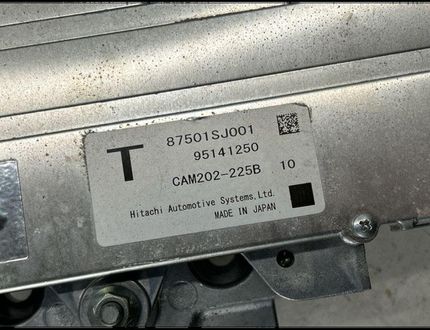 T
87501SJ001
95141250
CAM202-225B 10
Hitachi Automotive Systems,Ltd.
MADE IN JAPAN